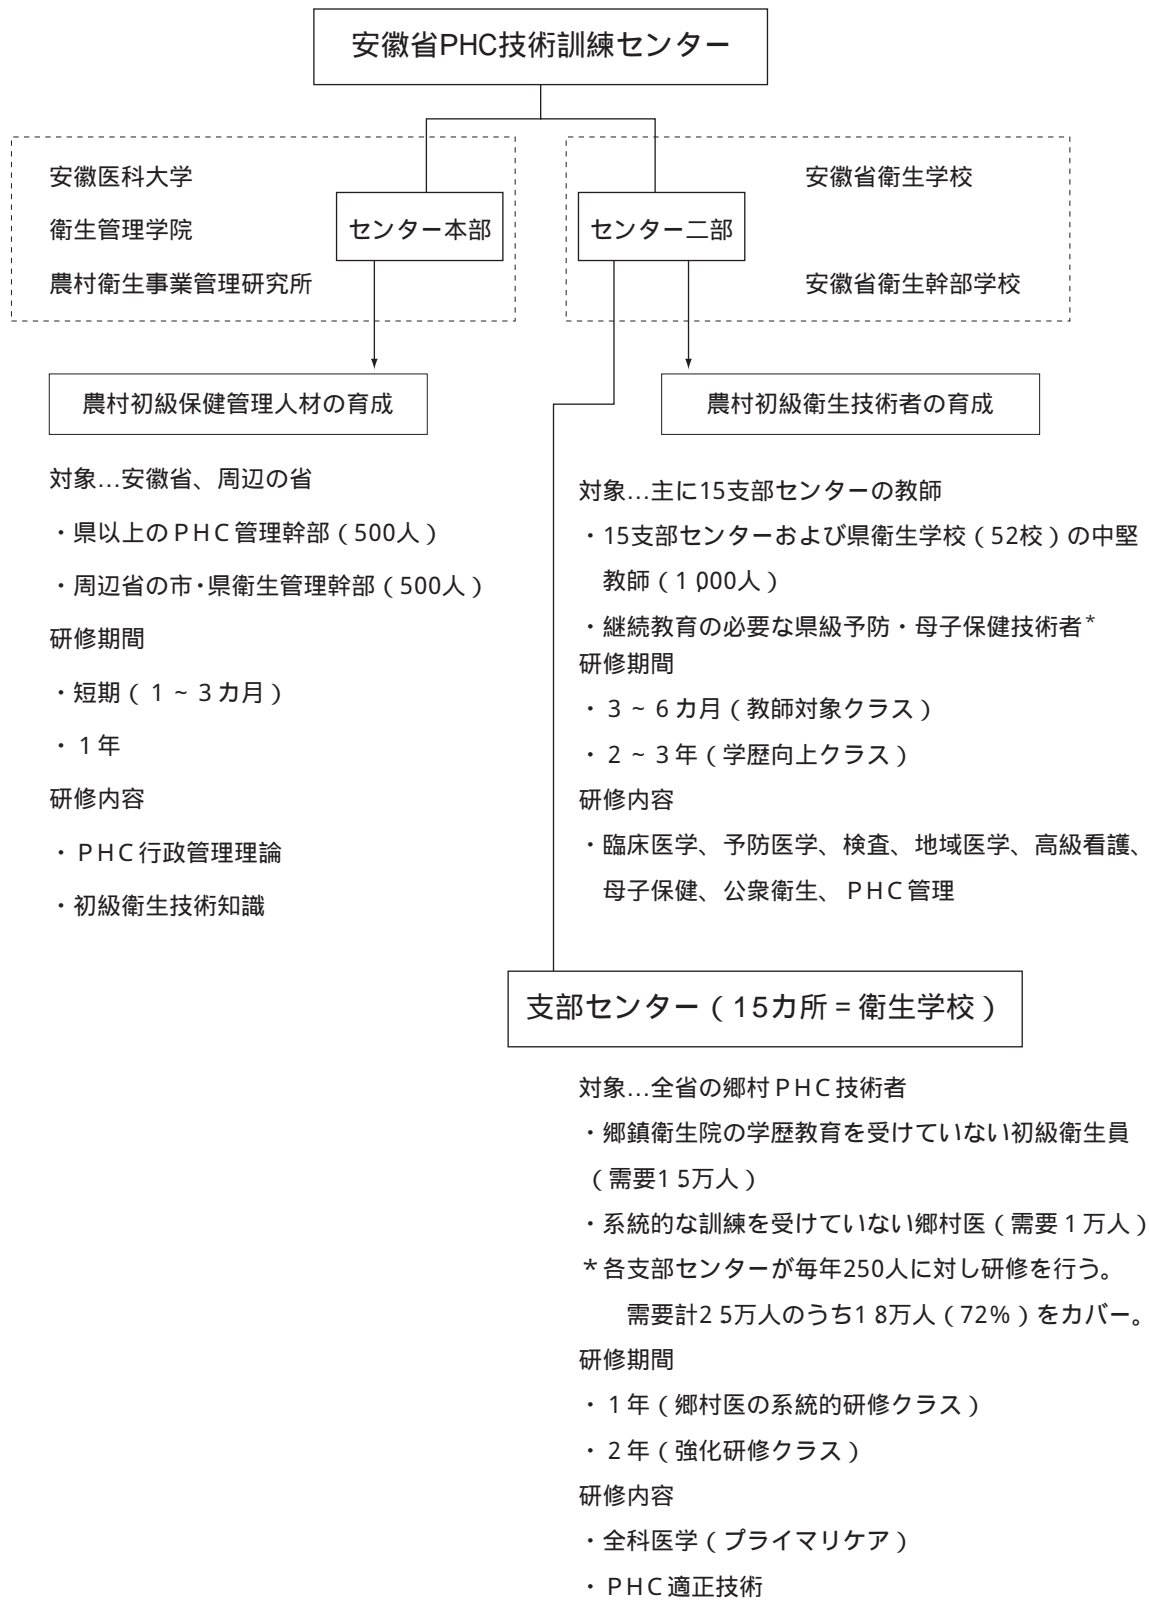 安徽省PHC技術訓練センター
安徽医科大学
衛生管理学院
農村衛生事業管理研究所
センター本部
センター二部
安徽省衛生学校
安徽省衛生幹部学校
農村初級保健管理人材の育成
対象…安徽省、周辺の省
・県以上のPHC管理幹部(500人)
・周辺省の市・県衛生管理幹部(500人)
研修期間
・短期(1~3カ月)
・1年
研修内容
・PHC行政管理理論
・初級衛生技術知識
農村初級衛生技術者の育成
対象…主に15支部センターの教師
・15支部センターおよび県衛生学校(52校)の中堅
教師(1,000人)
・継続教育の必要な県級予防・母子保健技術者*
研修期間
・3~6カ月(教師対象クラス)
・2~3年(学歴向上クラス)
研修内容
・臨床医学、予防医学、検査、地域医学、高級看護、
母子保健、公衆衛生、PHC管理
支部センター(15カ所=衛生学校)
対象…全省の郷村PHC技術者
・郷鎮衛生院の学歴教育を受けていない初級衛生員
(需要1 5万人)
・系統的な訓練を受けていない郷村医(需要1万人)
*各支部センターが毎年250人に対し研修を行う。
需要計2 5万人のうち1 8万人(72%)をカバー。
研修期間
・1年(郷村医の系統的研修クラス)
・2年(強化研修クラス)
研修内容
・全科医学(プライマリケア)
・PHC適正技術